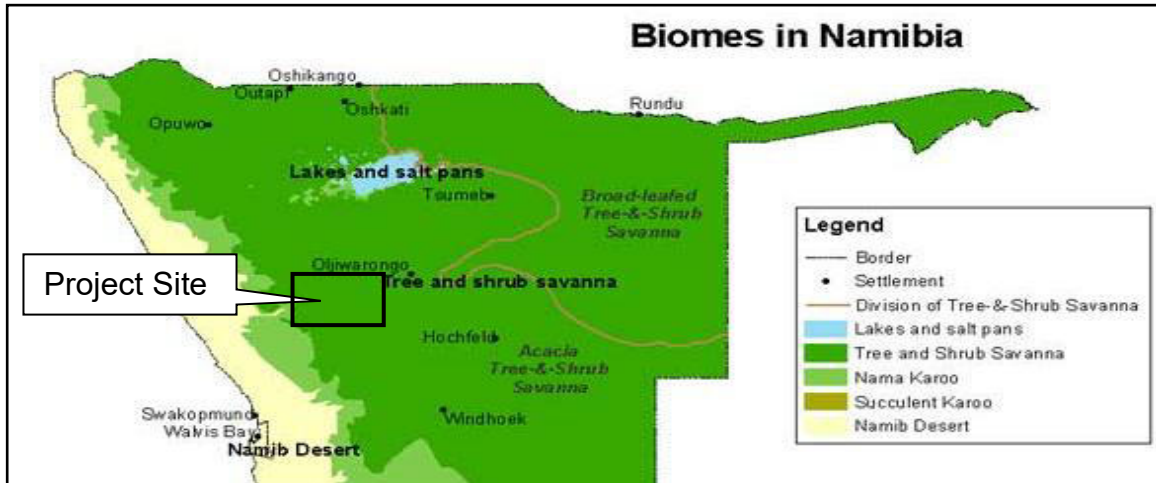 Biomes in Namibia
Oshikango
Outapi
Oshkati
Rundu
Opuwo
Lakes and salt pans
Tsumeb
Broad-leafed
Tree-&-Shrub
Savanna
Legend
Border
Settlement
Division of Tree-&-Shrub Savanna
Lakes and salt pans
Tree and Shrub Savanna
Nama Karoo
Succulent Karoo
Namib Desert
Project Site
Otjiwarongo
Tree and shrub savanna
Hochfeld
Acacia
Tree-&-Shrub
Savanna
Swakopmund
Walvis Bay
Windhoek
Namib Desert